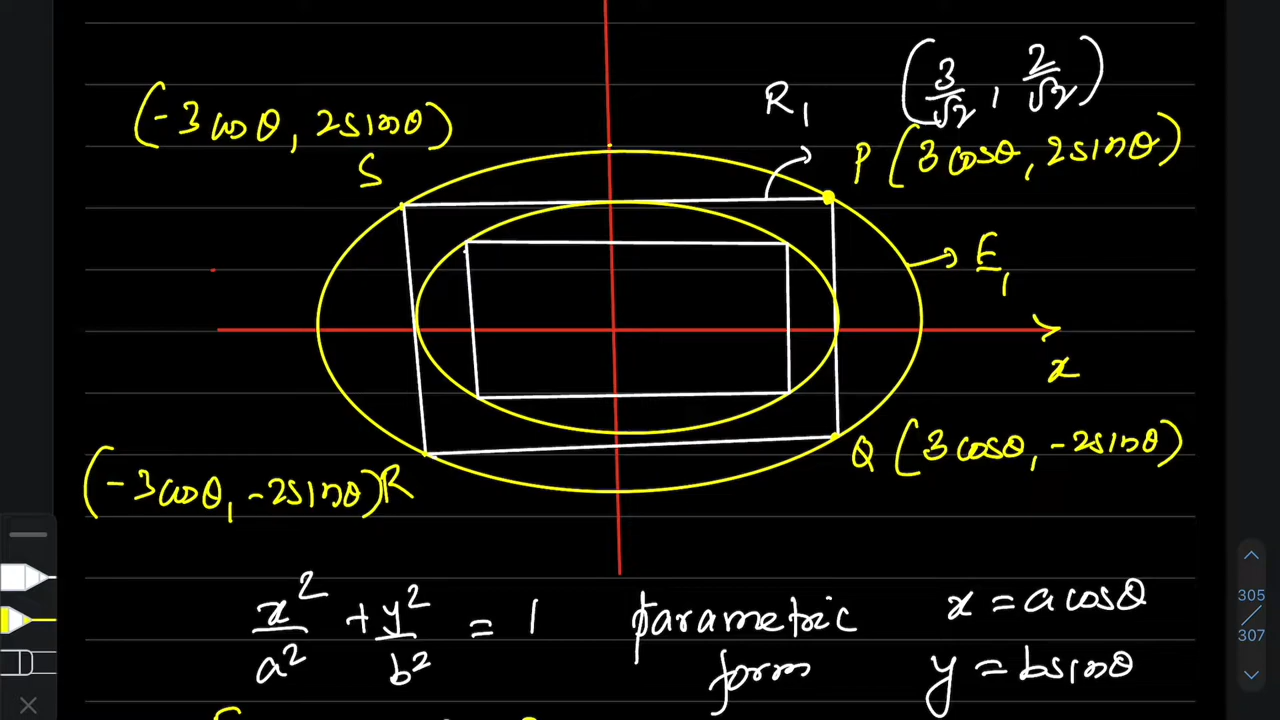 (3/√2, 2/√2)
R₁
(-3cosθ, 2sinθ)
S
P(3cosθ, 2sinθ)
E₁
x
Q(3cosθ, -2sinθ)
(-3cosθ, -2sinθ)R
x²/a² + y²/b² = 1 parametric form
x = a cosθ
y = b sinθ
305
/
307